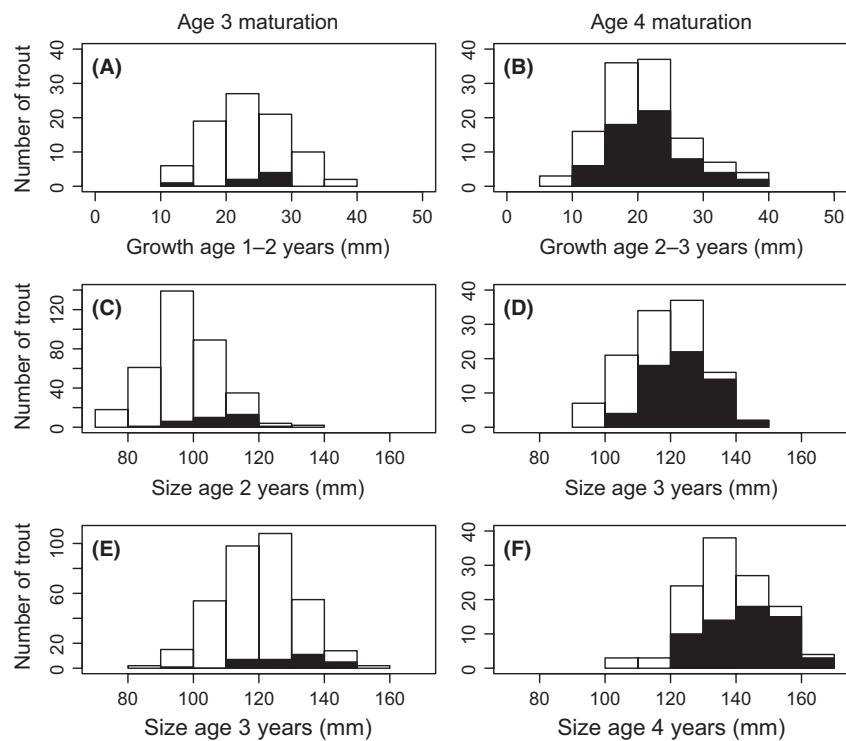 Age 3 maturation
Age 4 maturation
Number of trout
(A)
0 10 20 30 40
0 10 20 30 40 50
Growth age 1–2 years (mm)
(B)
0 10 20 30 40
0 10 20 30 40 50
Growth age 2–3 years (mm)
Number of trout
(C)
0 40 80 120
80 100 120 140 160
Size age 2 years (mm)
(D)
0 10 20 30 40
80 100 120 140 160
Size age 3 years (mm)
Number of trout
(E)
0 20 60 100
80 100 120 140 160
Size age 3 years (mm)
(F)
0 10 20 30 40
80 100 120 140 160
Size age 4 years (mm)